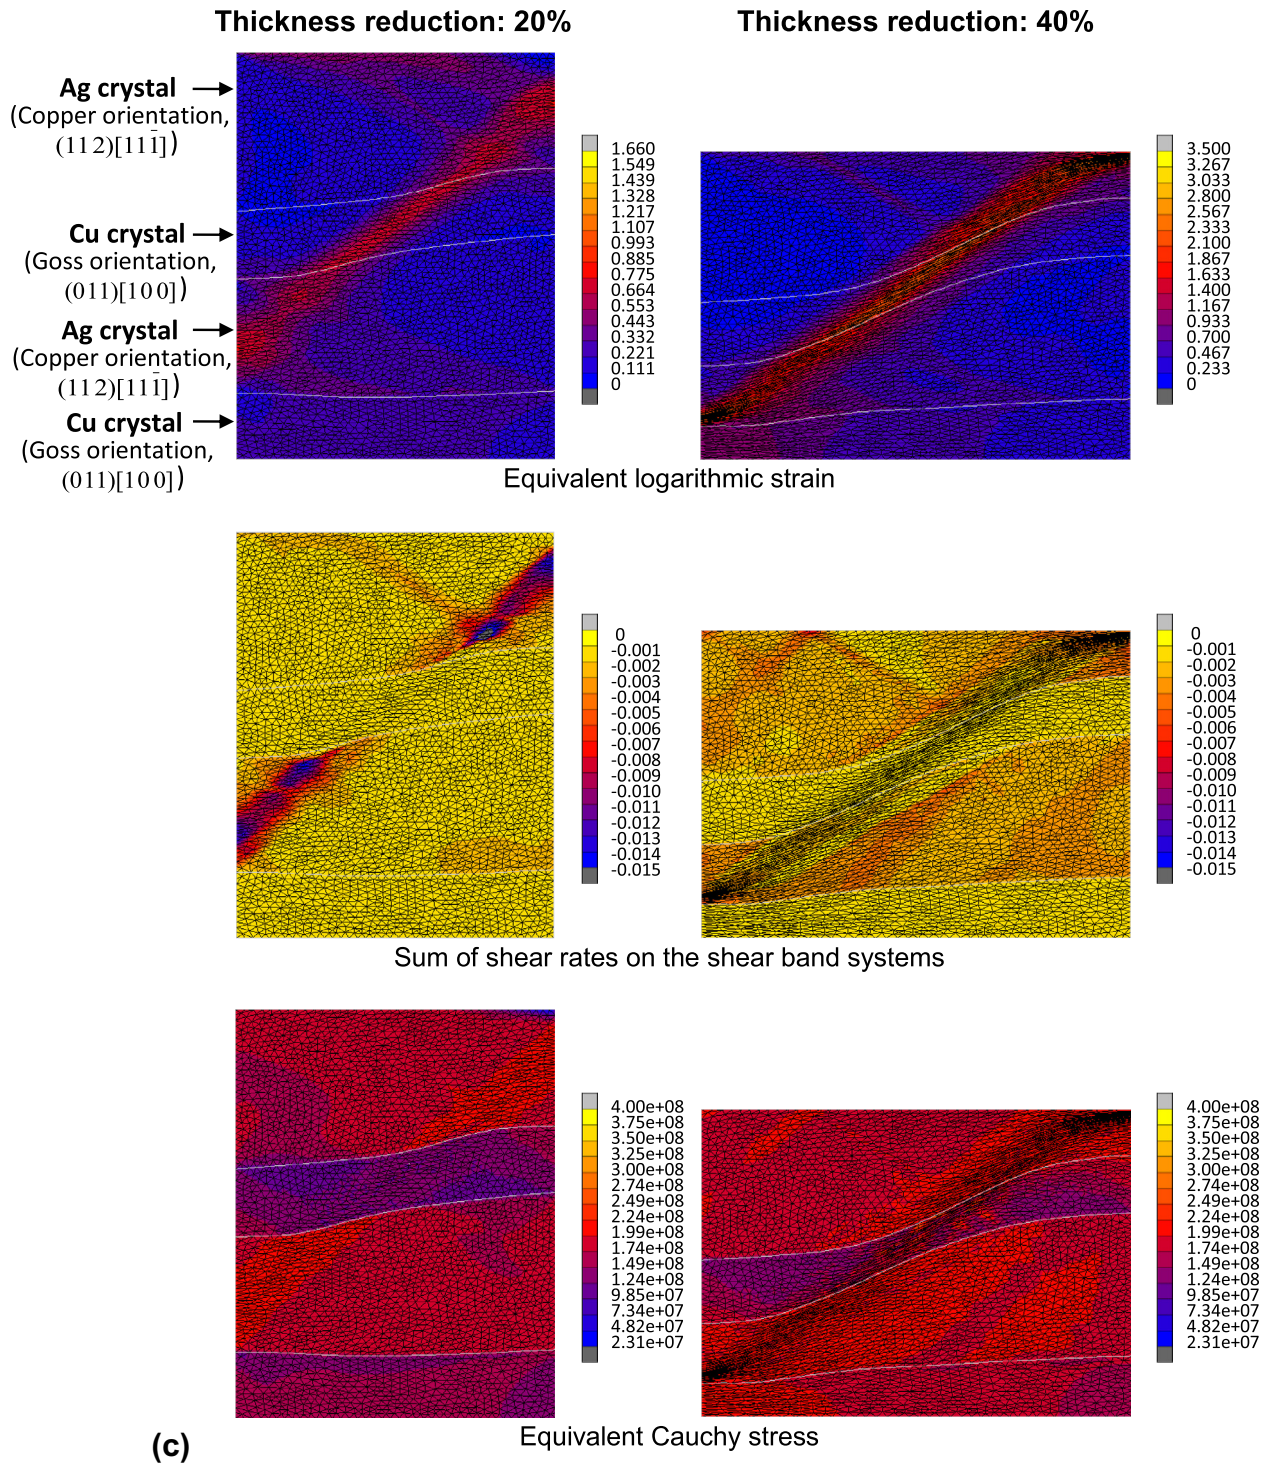 Thickness reduction: 20%
Thickness reduction: 40%
Ag crystal
(Copper orientation,
(112)[111̄])
Cu crystal
(Goss orientation,
(011)[100])
Ag crystal
(Copper orientation,
(112)[111̄])
Cu crystal
(Goss orientation,
(011)[100])
1.660
1.549
1.439
1.328
1.217
1.107
0.993
0.885
0.775
0.664
0.553
0.443
0.332
0.221
0.111
0
3.500
3.267
3.033
2.800
2.567
2.333
2.100
1.867
1.633
1.400
1.167
0.933
0.700
0.467
0.233
0
Equivalent logarithmic strain
0
-0.001
-0.002
-0.003
-0.004
-0.005
-0.006
-0.007
-0.008
-0.009
-0.010
-0.011
-0.012
-0.013
-0.014
-0.015
0
-0.001
-0.002
-0.003
-0.004
-0.005
-0.006
-0.007
-0.008
-0.009
-0.010
-0.011
-0.012
-0.013
-0.014
-0.015
Sum of shear rates on the shear band systems
4.00e+08
3.75e+08
3.50e+08
3.25e+08
3.00e+08
2.74e+08
2.49e+08
2.24e+08
1.99e+08
1.74e+08
1.49e+08
1.24e+08
9.85e+07
7.34e+07
4.82e+07
2.31e+07
4.00e+08
3.75e+08
3.50e+08
3.25e+08
3.00e+08
2.74e+08
2.49e+08
2.24e+08
1.99e+08
1.74e+08
1.49e+08
1.24e+08
9.85e+07
7.34e+07
4.82e+07
2.31e+07
Equivalent Cauchy stress
(c)